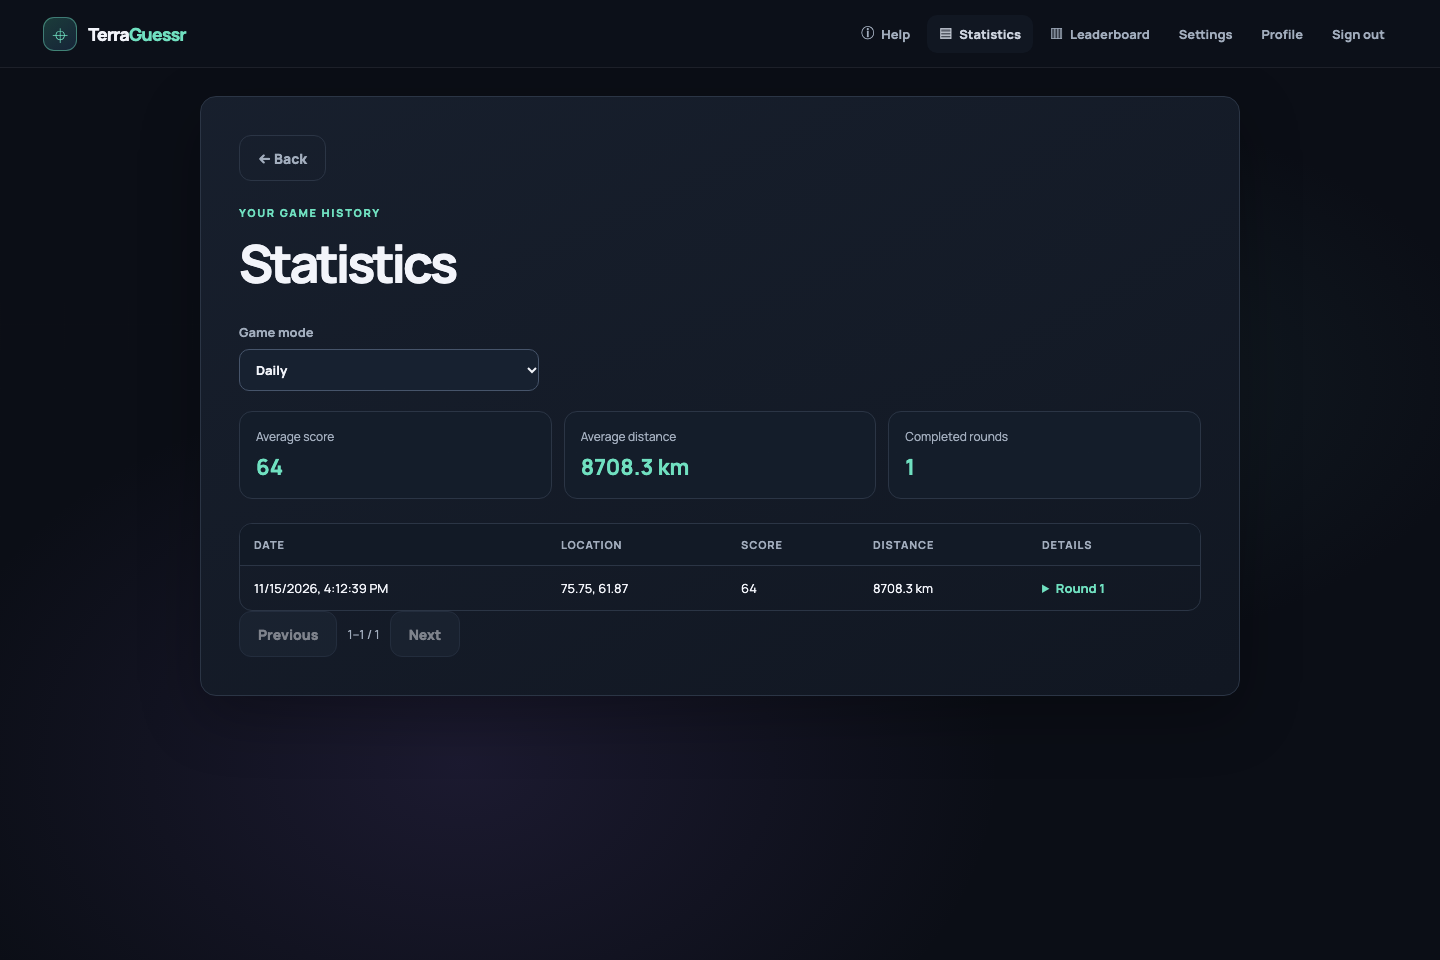 TerraGuessr
Help
Statistics
Leaderboard
Settings
Profile
Sign out
← Back
YOUR GAME HISTORY
Statistics
Game mode
Daily
Average score
64
Average distance
8708.3 km
Completed rounds
1
DATE LOCATION SCORE DISTANCE DETAILS
11/15/2026, 4:12:39 PM 75.75, 61.87 64 8708.3 km ▶ Round 1
Previous 1–1 / 1 Next